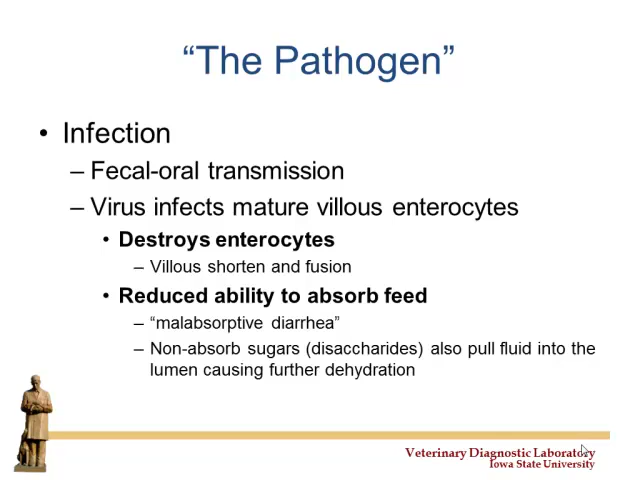 “The Pathogen”
• Infection
– Fecal-oral transmission
– Virus infects mature villous enterocytes
• Destroys enterocytes
– Villous shorten and fusion
• Reduced ability to absorb feed
– “malabsorptive diarrhea”
– Non-absorb sugars (disaccharides) also pull fluid into the
lumen causing further dehydration
Veterinary Diagnostic Laboratory
Iowa State University